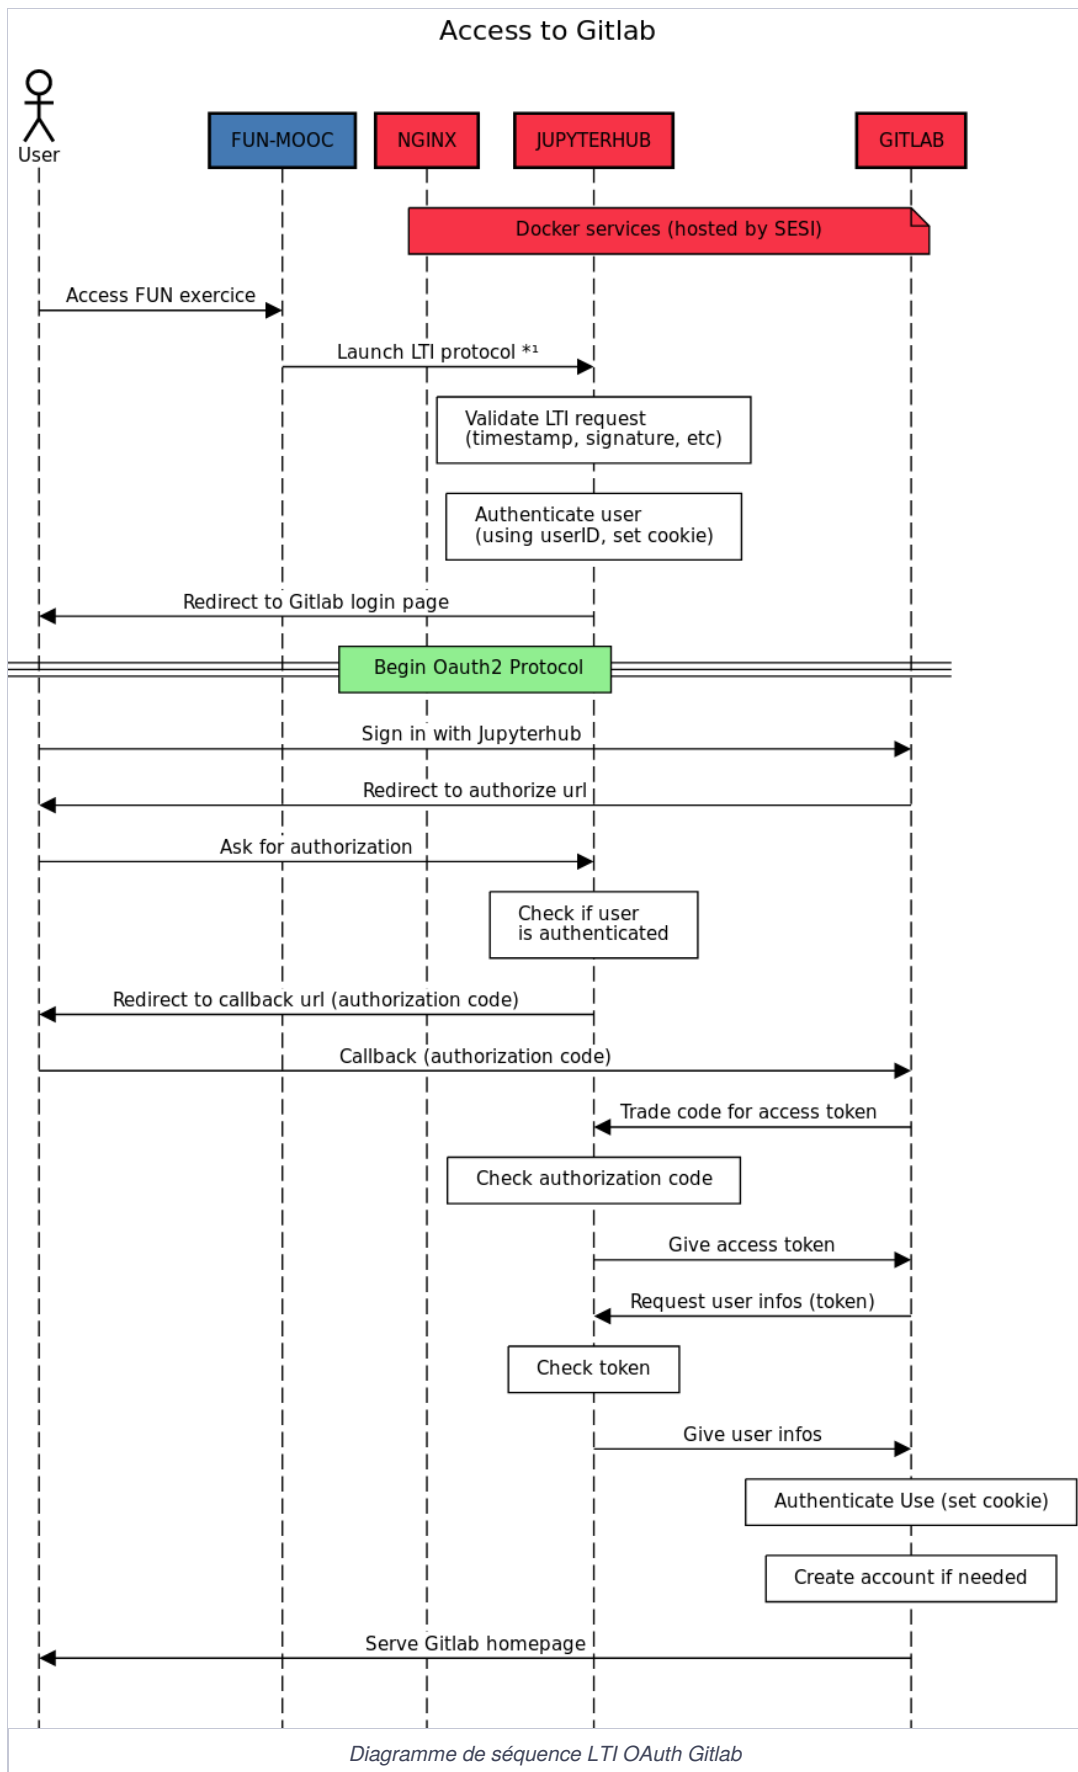 Access to Gitlab
User
FUN-MOOC
NGINX
JUPYTERHUB
GITLAB
Docker services (hosted by SESI)
Access FUN exercice
Launch LTI protocol *¹
Validate LTI request
(timestamp, signature, etc)
Authenticate user
(using userID, set cookie)
Redirect to Gitlab login page
Begin Oauth2 Protocol
Sign in with Jupyterhub
Redirect to authorize url
Ask for authorization
Check if user
is authenticated
Redirect to callback url (authorization code)
Callback (authorization code)
Trade code for access token
Check authorization code
Give access token
Request user infos (token)
Check token
Give user infos
Authenticate Use (set cookie)
Create account if needed
Serve Gitlab homepage
Diagramme de séquence LTI OAuth Gitlab